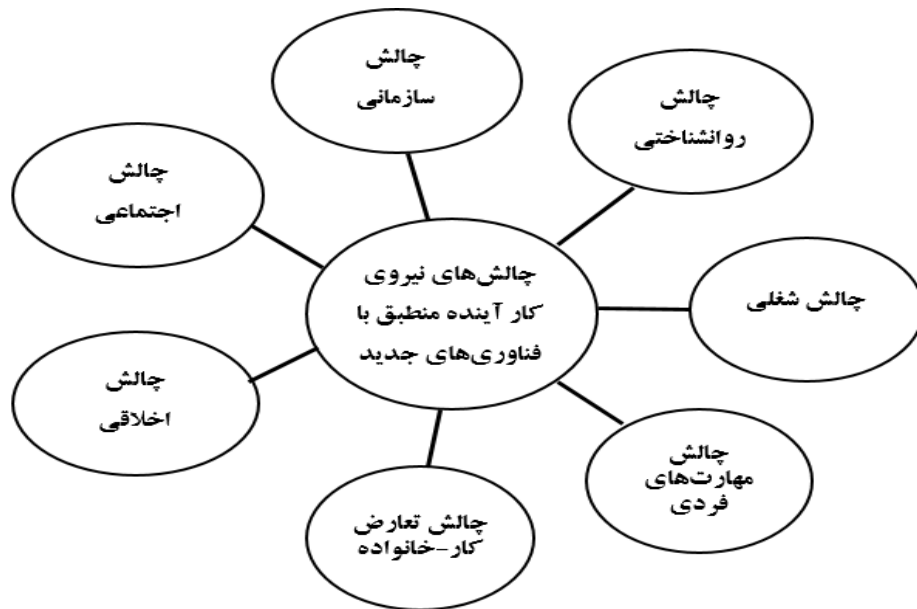 چالش
سازمانی
چالش
روانشناختی
چالش
اجتماعی
چالش‌های نیروی
کار آینده منطبق با
فناوری‌های جدید
چالش شغلی
چالش
اخلاقی
چالش
مهارت‌های
فردی
چالش تعارض
کار-خانواده